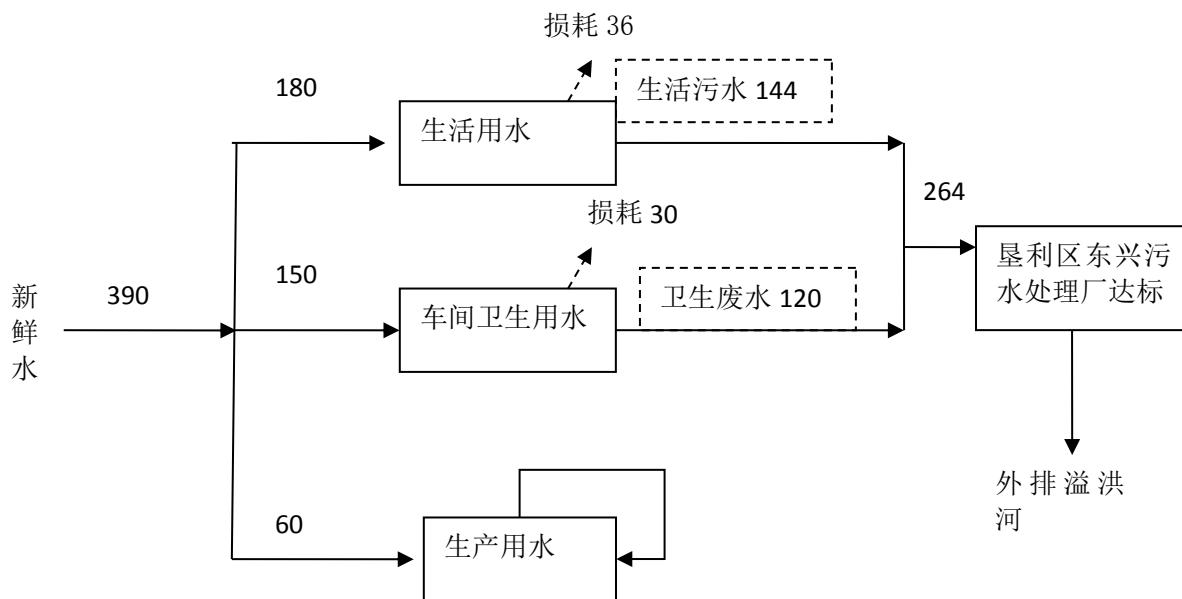 损耗 36
180
生活污水 144
生活用水
264
损耗 30
150
垦利区东兴污
水处理厂达标
新
鲜
水
390
车间卫生用水
卫生废水 120
外排溢洪
河
60
生产用水